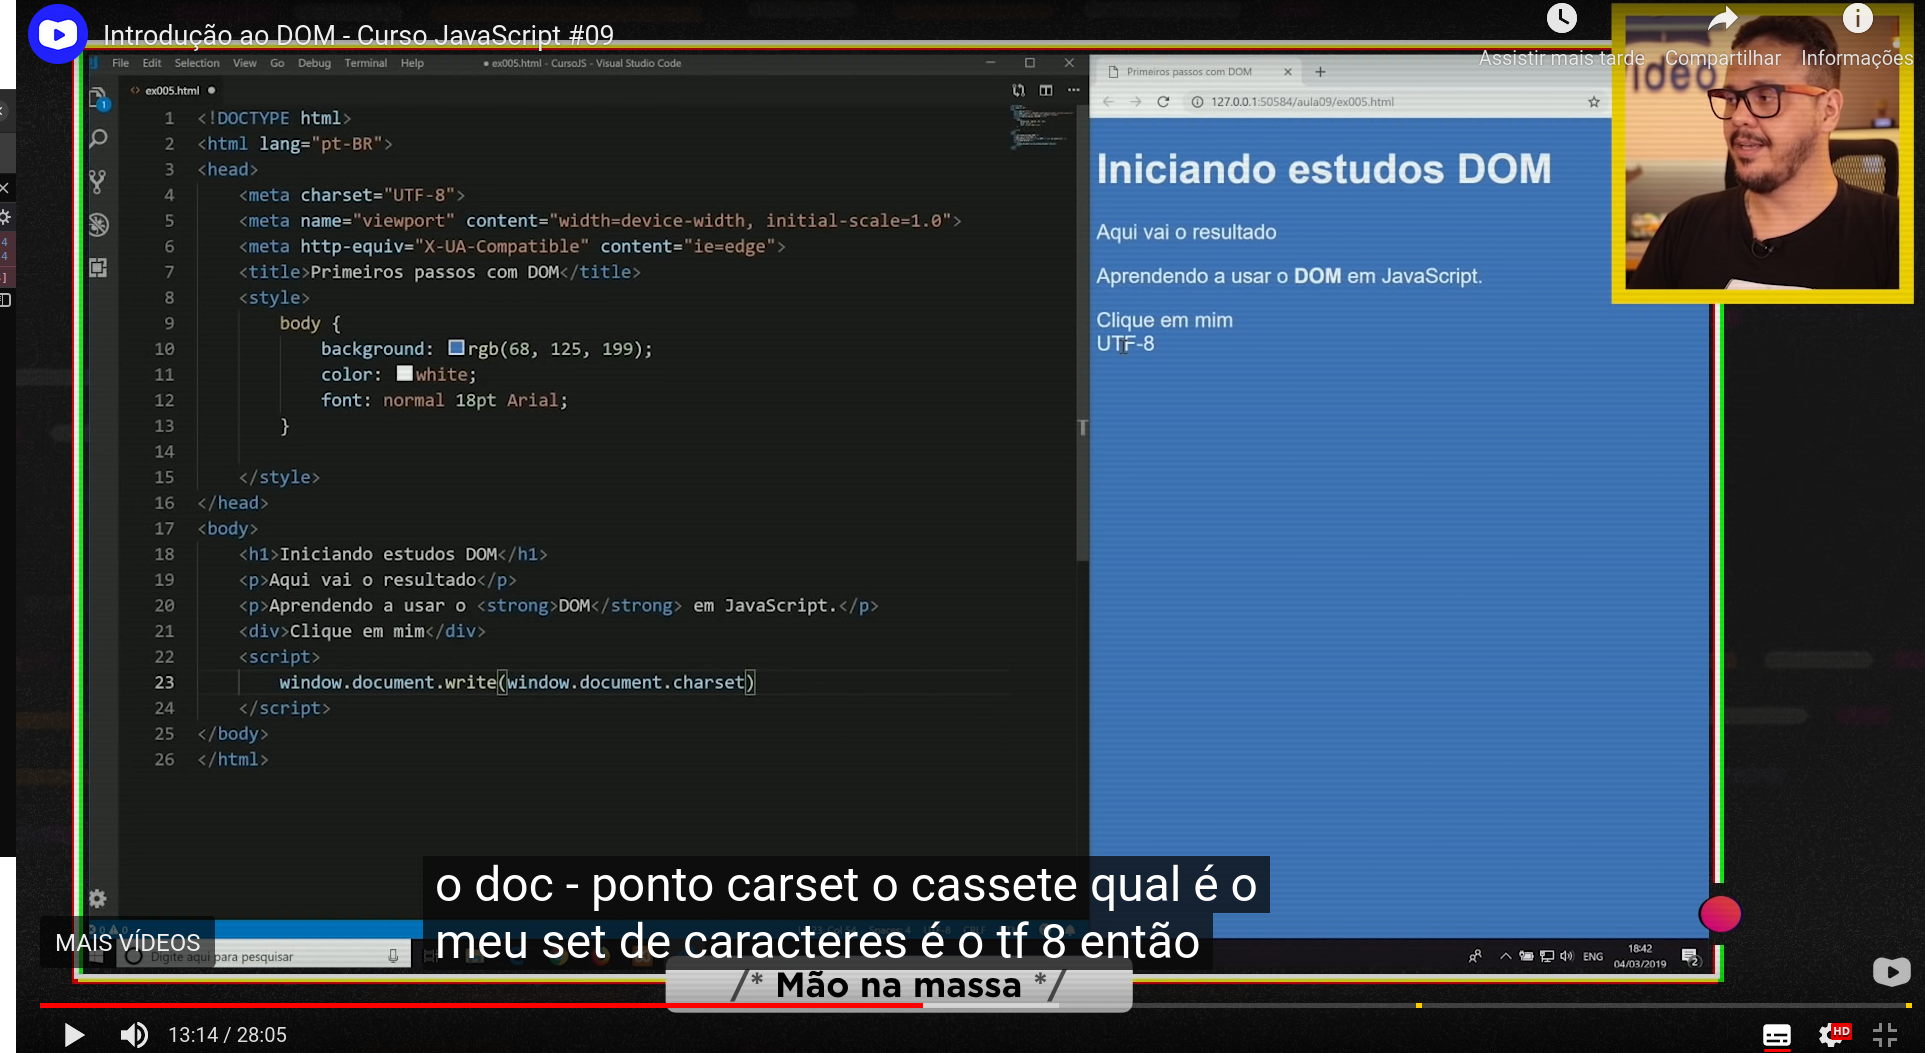 Introdução ao DOM - Curso JavaScript #09
Assistir mais tarde
Compartilhar
Informações
File Edit Selection View Go Debug Terminal Help
● ex005.html - CursoJS - Visual Studio Code
ex005.html
1 <!DOCTYPE html>
2 <html lang="pt-BR">
3 <head>
4 <meta charset="UTF-8">
5 <meta name="viewport" content="width=device-width, initial-scale=1.0">
6 <meta http-equiv="X-UA-Compatible" content="ie=edge">
7 <title>Primeiros passos com DOM</title>
8 <style>
9 body {
10 background: rgb(68, 125, 199);
11 color: white;
12 font: normal 18pt Arial;
13 }
14
15 </style>
16 </head>
17 <body>
18 <h1>Iniciando estudos DOM</h1>
19 <p>Aqui vai o resultado</p>
20 <p>Aprendendo a usar o <strong>DOM</strong> em JavaScript.</p>
21 <div>Clique em mim</div>
22 <script>
23 window.document.write(window.document.charset)
24 </script>
25 </body>
26 </html>
Primeiros passos com DOM
127.0.0.1:50584/aula09/ex005.html
Iniciando estudos DOM
Aqui vai o resultado
Aprendendo a usar o DOM em JavaScript.
Clique em mim
UTF-8
o doc - ponto carset o cassete qual é o
meu set de caracteres é o tf 8 então
MAIS VÍDEOS
Digite aqui para pesquisar
ENG
18:42
04/03/2019
/* Mão na massa */
13:14 / 28:05
HD